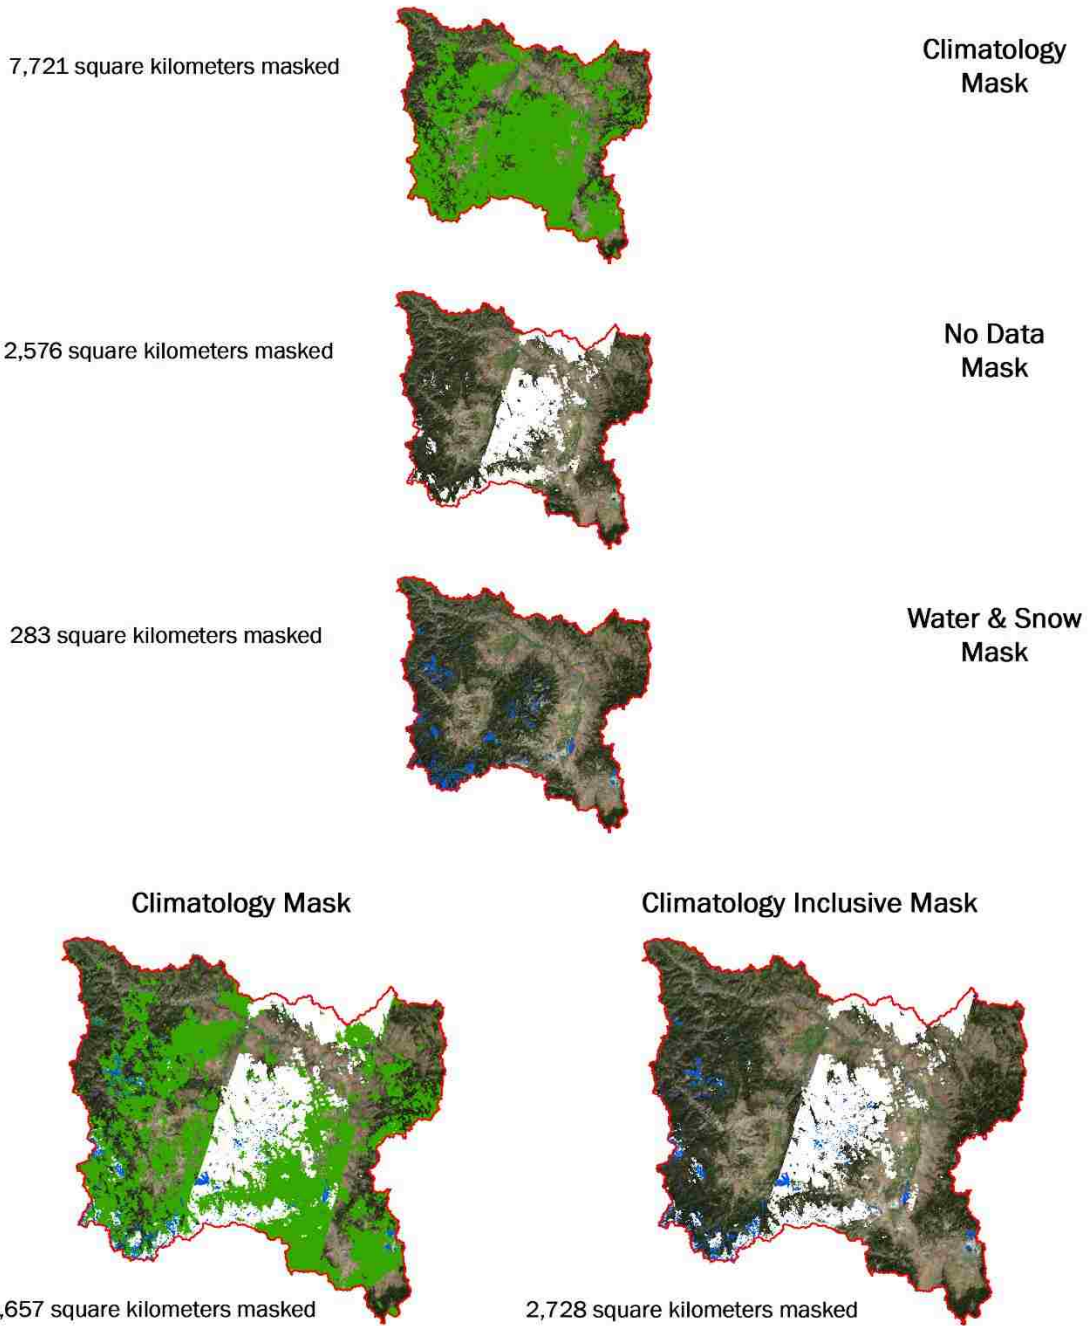 7,721 square kilometers masked
Climatology
Mask
2,576 square kilometers masked
No Data
Mask
283 square kilometers masked
Water & Snow
Mask
Climatology Mask
Climatology Inclusive Mask
,657 square kilometers masked
2,728 square kilometers masked